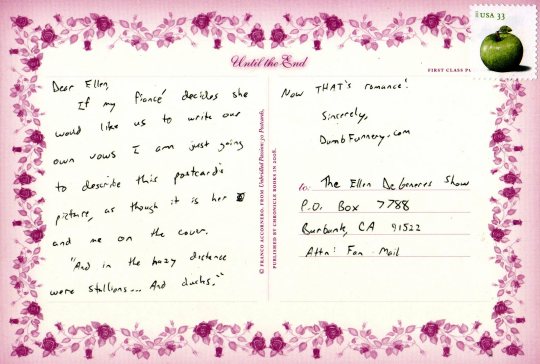 USA 33
Until the End
FIRST CLASS
Dear Ellen,
If my fiancé decides she
would like us to write our
own vows I am just going
to describe this postcard's
picture, as though it is her
and me on the cover.
"And in the hazy distance
were stallions... And ducks."
© FRANCO ACCORNERO, FROM Unbridled Passion: 30 Postcards,
PUBLISHED BY CHRONICLE BOOKS IN 2008.
Now THAT's romance!
Sincerely,
DumbFunnery.com
to: The Ellen DeGeneres Show
P.O. Box 7788
Burbank, CA 91522
Attn: Fan Mail